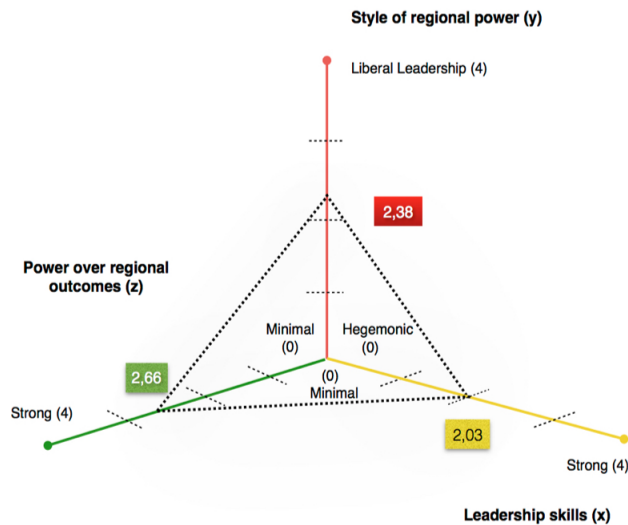 Style of regional power (y)
Liberal Leadership (4)
2,38
Power over regional
outcomes (z)
Minimal
(0)
Hegemonic
(0)
(0)
Minimal
2,66
Strong (4)
2,03
Strong (4)
Leadership skills (x)